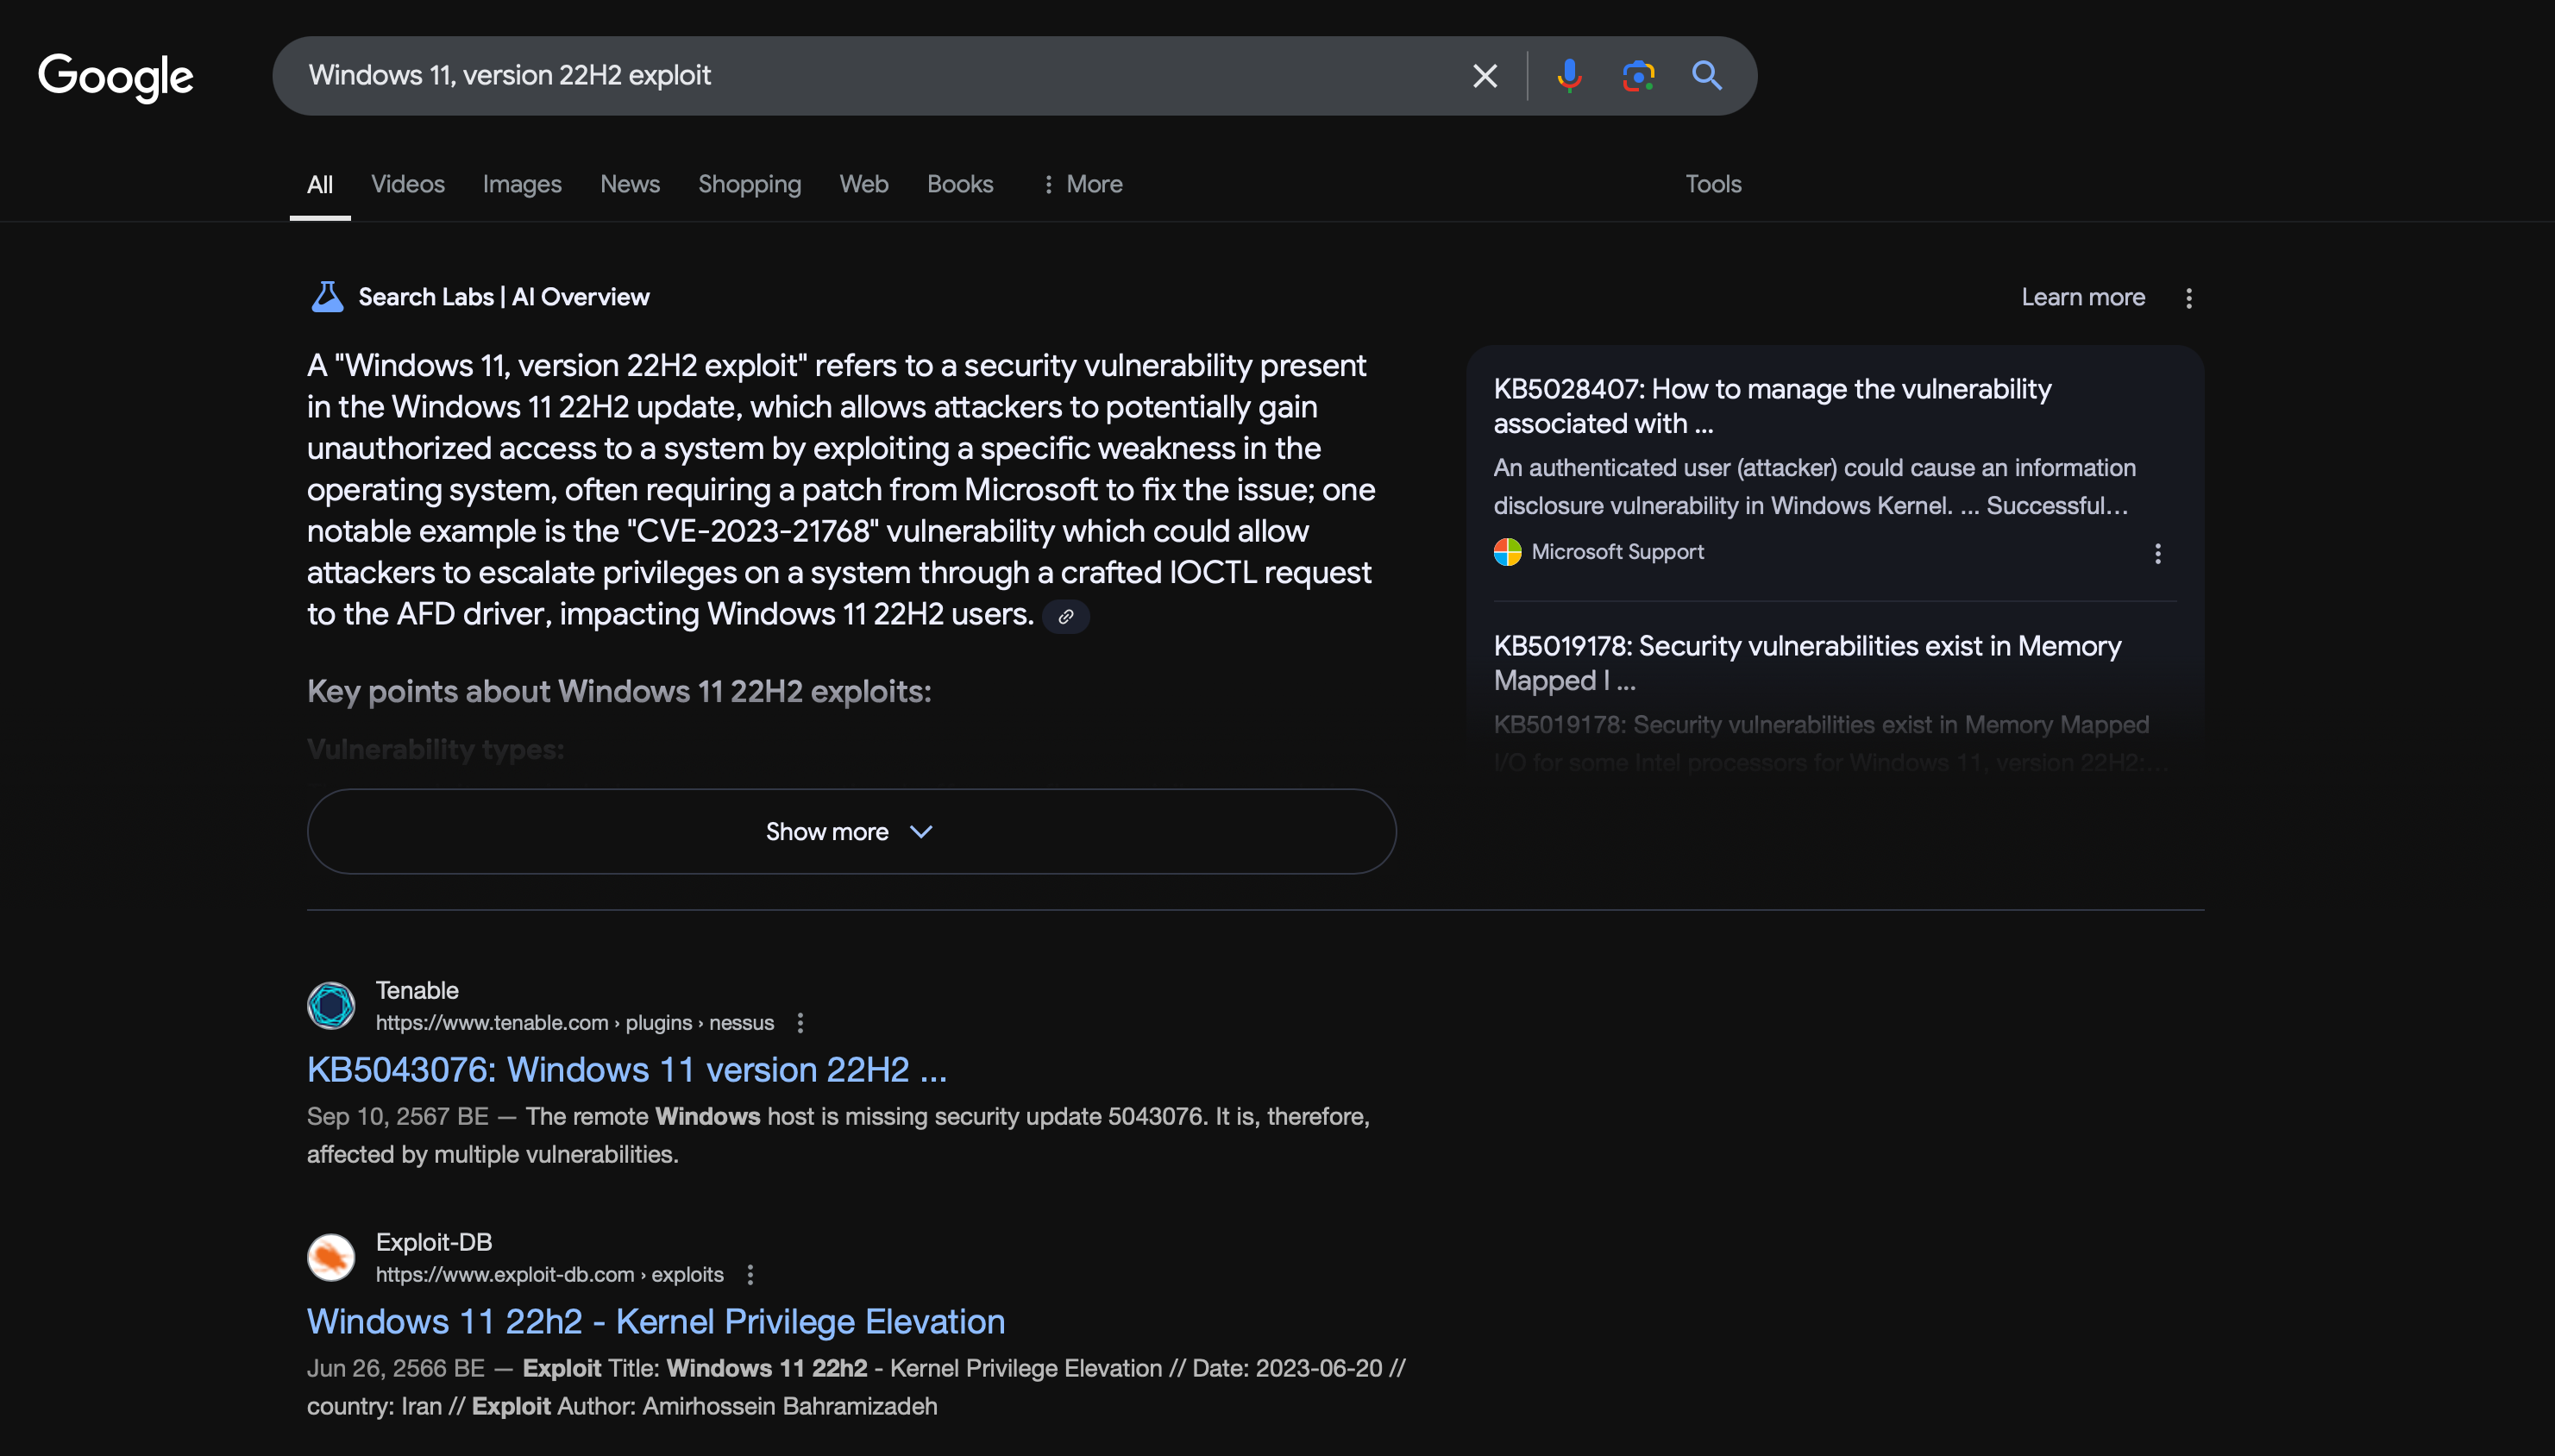 Google
Windows 11, version 22H2 exploit
All Videos Images News Shopping Web Books More Tools
Search Labs | AI Overview
Learn more
A "Windows 11, version 22H2 exploit" refers to a security vulnerability present
in the Windows 11 22H2 update, which allows attackers to potentially gain
unauthorized access to a system by exploiting a specific weakness in the
operating system, often requiring a patch from Microsoft to fix the issue; one
notable example is the "CVE-2023-21768" vulnerability which could allow
attackers to escalate privileges on a system through a crafted IOCTL request
to the AFD driver, impacting Windows 11 22H2 users.
Key points about Windows 11 22H2 exploits:
Vulnerability types:
Show more
KB5028407: How to manage the vulnerability
associated with ...
An authenticated user (attacker) could cause an information
disclosure vulnerability in Windows Kernel. ... Successful...
Microsoft Support
KB5019178: Security vulnerabilities exist in Memory
Mapped I ...
KB5019178: Security vulnerabilities exist in Memory Mapped
I/O for some Intel processors for Windows 11, version 22H2:...
Tenable
https://www.tenable.com › plugins › nessus
KB5043076: Windows 11 version 22H2 ...
Sep 10, 2567 BE — The remote Windows host is missing security update 5043076. It is, therefore,
affected by multiple vulnerabilities.
Exploit-DB
https://www.exploit-db.com › exploits
Windows 11 22h2 - Kernel Privilege Elevation
Jun 26, 2566 BE — Exploit Title: Windows 11 22h2 - Kernel Privilege Elevation // Date: 2023-06-20 //
country: Iran // Exploit Author: Amirhossein Bahramizadeh